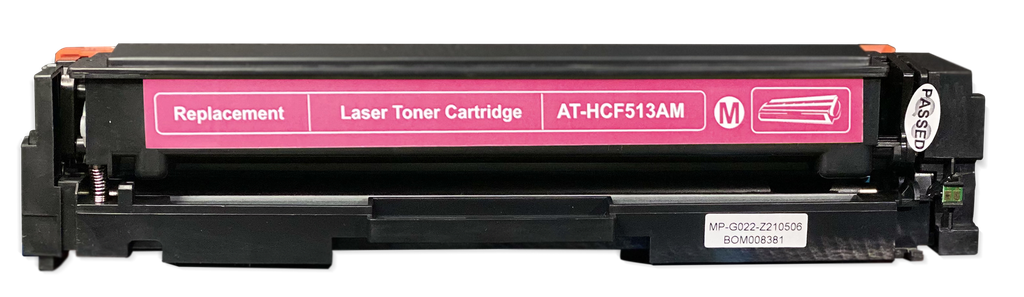 Replacement
Laser Toner Cartridge
AT-HCF513AM
M
PASSED
MP-G022-Z210506
BOM008381